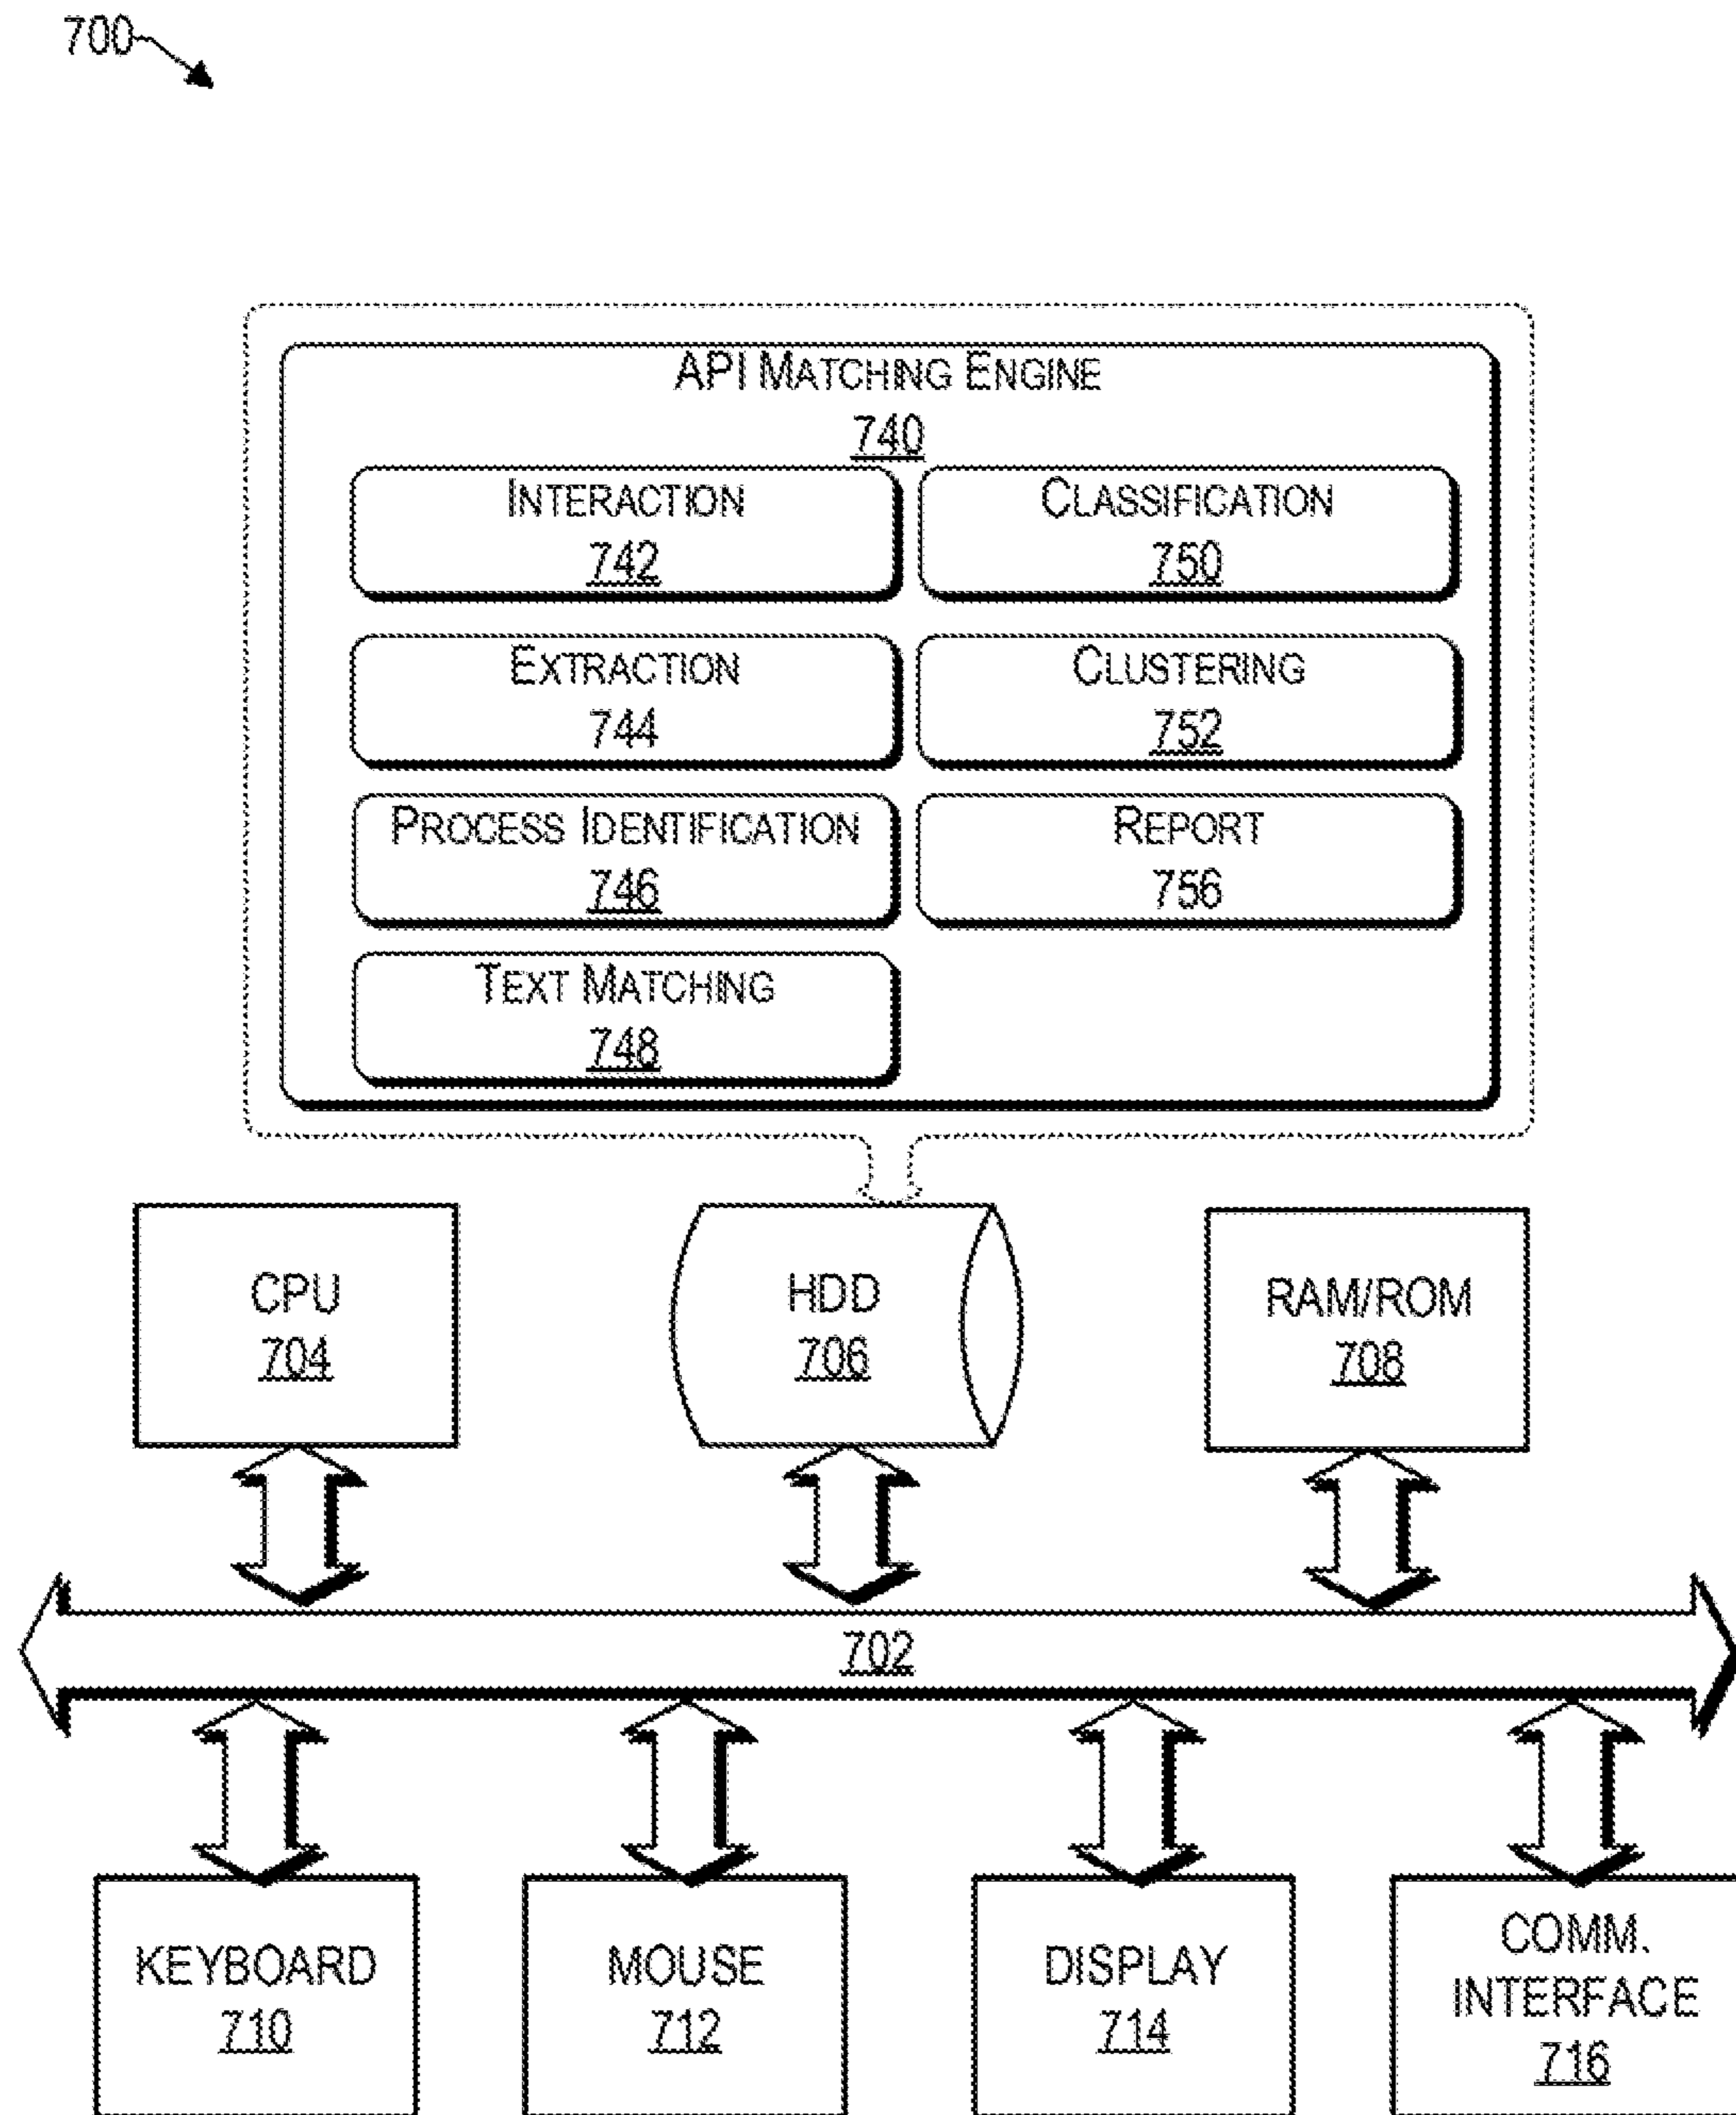 700
API MATCHING ENGINE
740
INTERACTION
742
CLASSIFICATION
750
EXTRACTION
744
CLUSTERING
752
PROCESS IDENTIFICATION
746
REPORT
756
TEXT MATCHING
748
CPU
704
HDD
706
RAM/ROM
708
702
KEYBOARD
710
MOUSE
712
DISPLAY
714
COMM.
INTERFACE
716